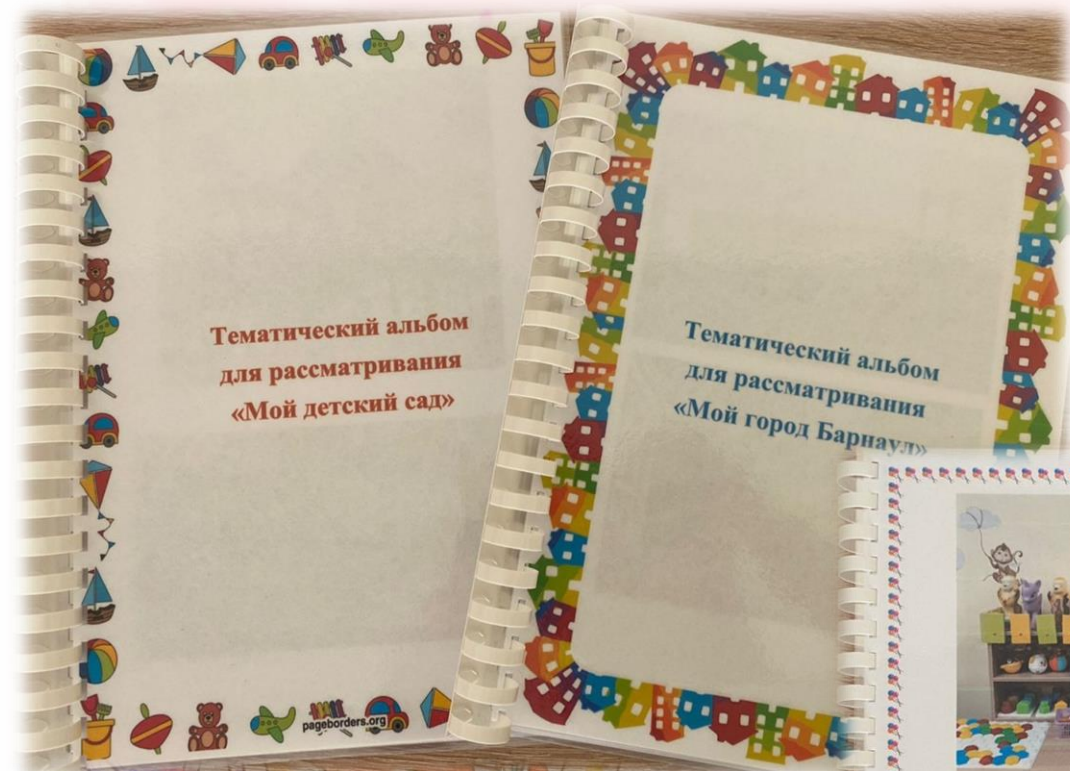 Тематический альбом
для рассматривания
«Мой детский сад»
pageborders.org
Тематический альбом
для рассматривания
«Мой город Барнаул»